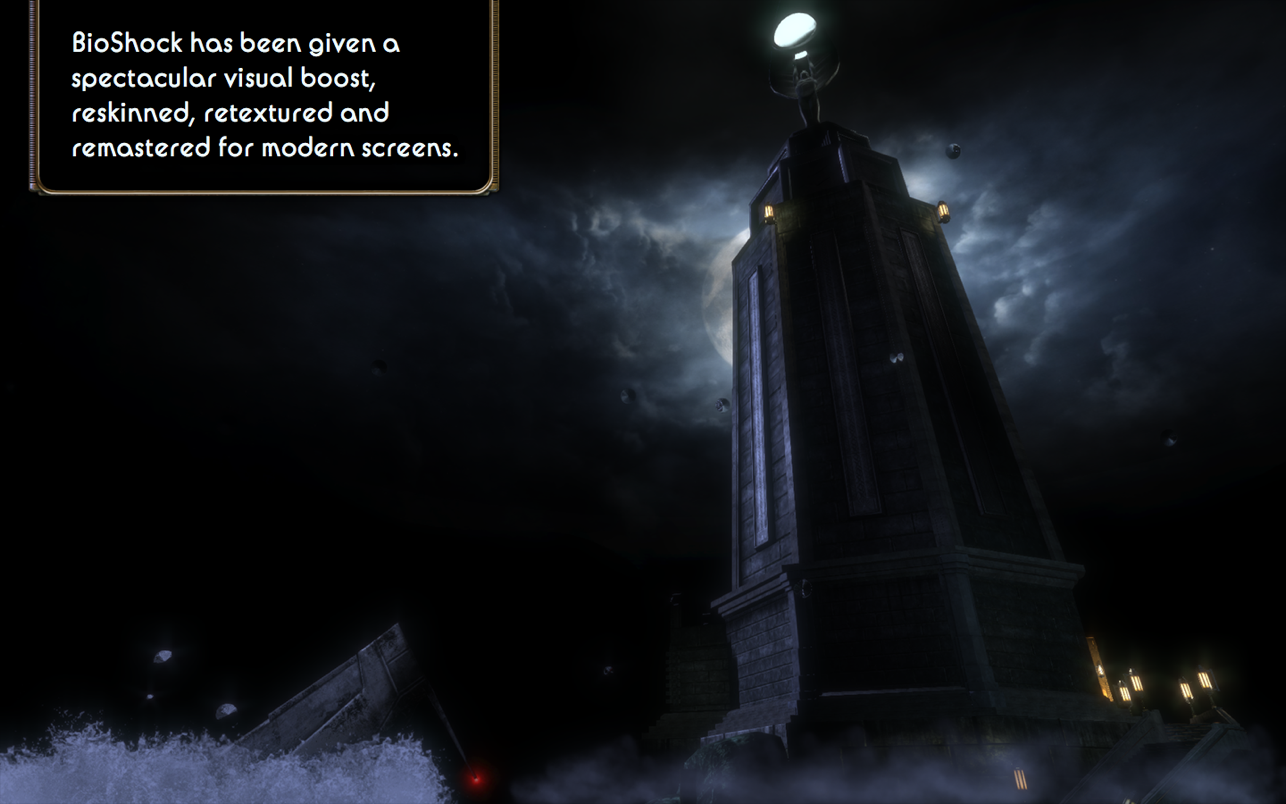 BioShock has been given a
spectacular visual boost,
reskinned, retextured and
remastered for modern screens.